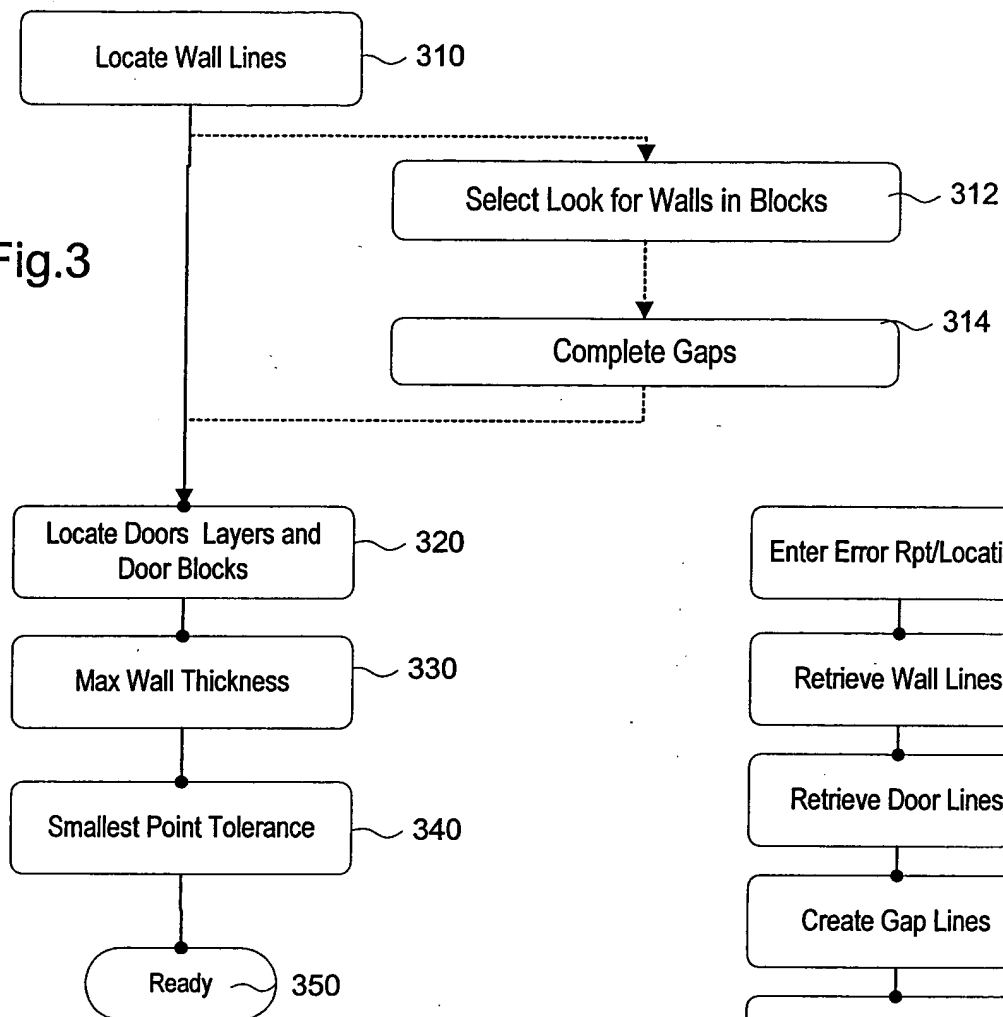 Locate Wall Lines
310
Select Look for Walls in Blocks
312
Fig.3
Complete Gaps
314
Locate Doors Layers and
Door Blocks
320
Max Wall Thickness
330
Smallest Point Tolerance
340
Ready
350
Enter Error Rpt/Locati
Retrieve Wall Lines
Retrieve Door Lines
Create Gap Lines